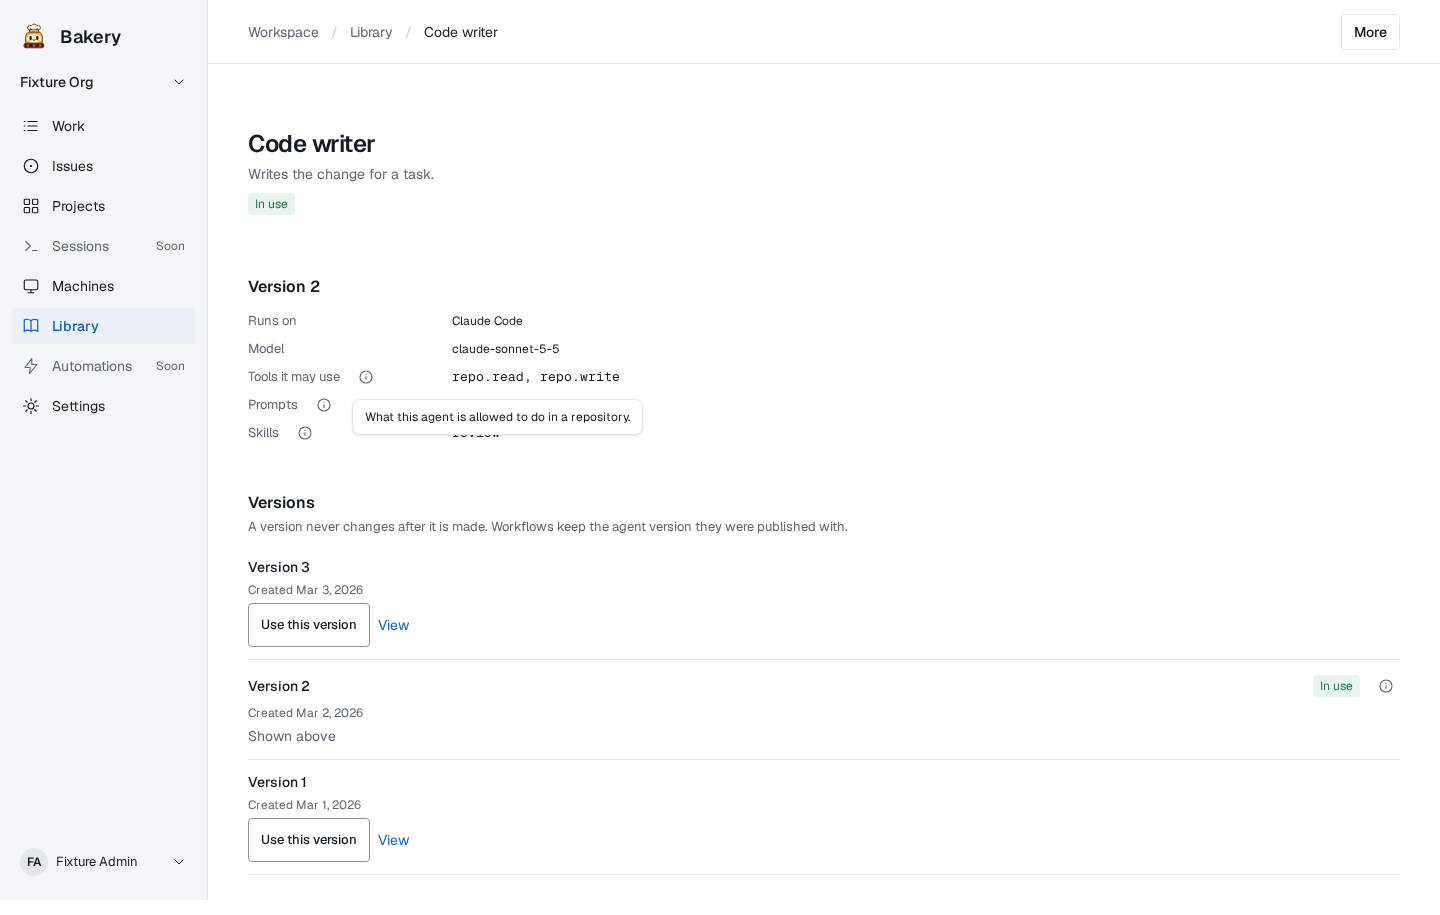 Bakery
Fixture Org
Work
Issues
Projects
Sessions Soon
Machines
Library
Automations Soon
Settings
FA Fixture Admin
Workspace / Library / Code writer
More
Code writer
Writes the change for a task.
In use
Version 2
Runs on Claude Code
Model claude-sonnet-5-5
Tools it may use repo.read, repo.write
Prompts
What this agent is allowed to do in a repository.
Skills
Versions
A version never changes after it is made. Workflows keep the agent version they were published with.
Version 3
Created Mar 3, 2026
Use this version View
Version 2 In use
Created Mar 2, 2026
Shown above
Version 1
Created Mar 1, 2026
Use this version View